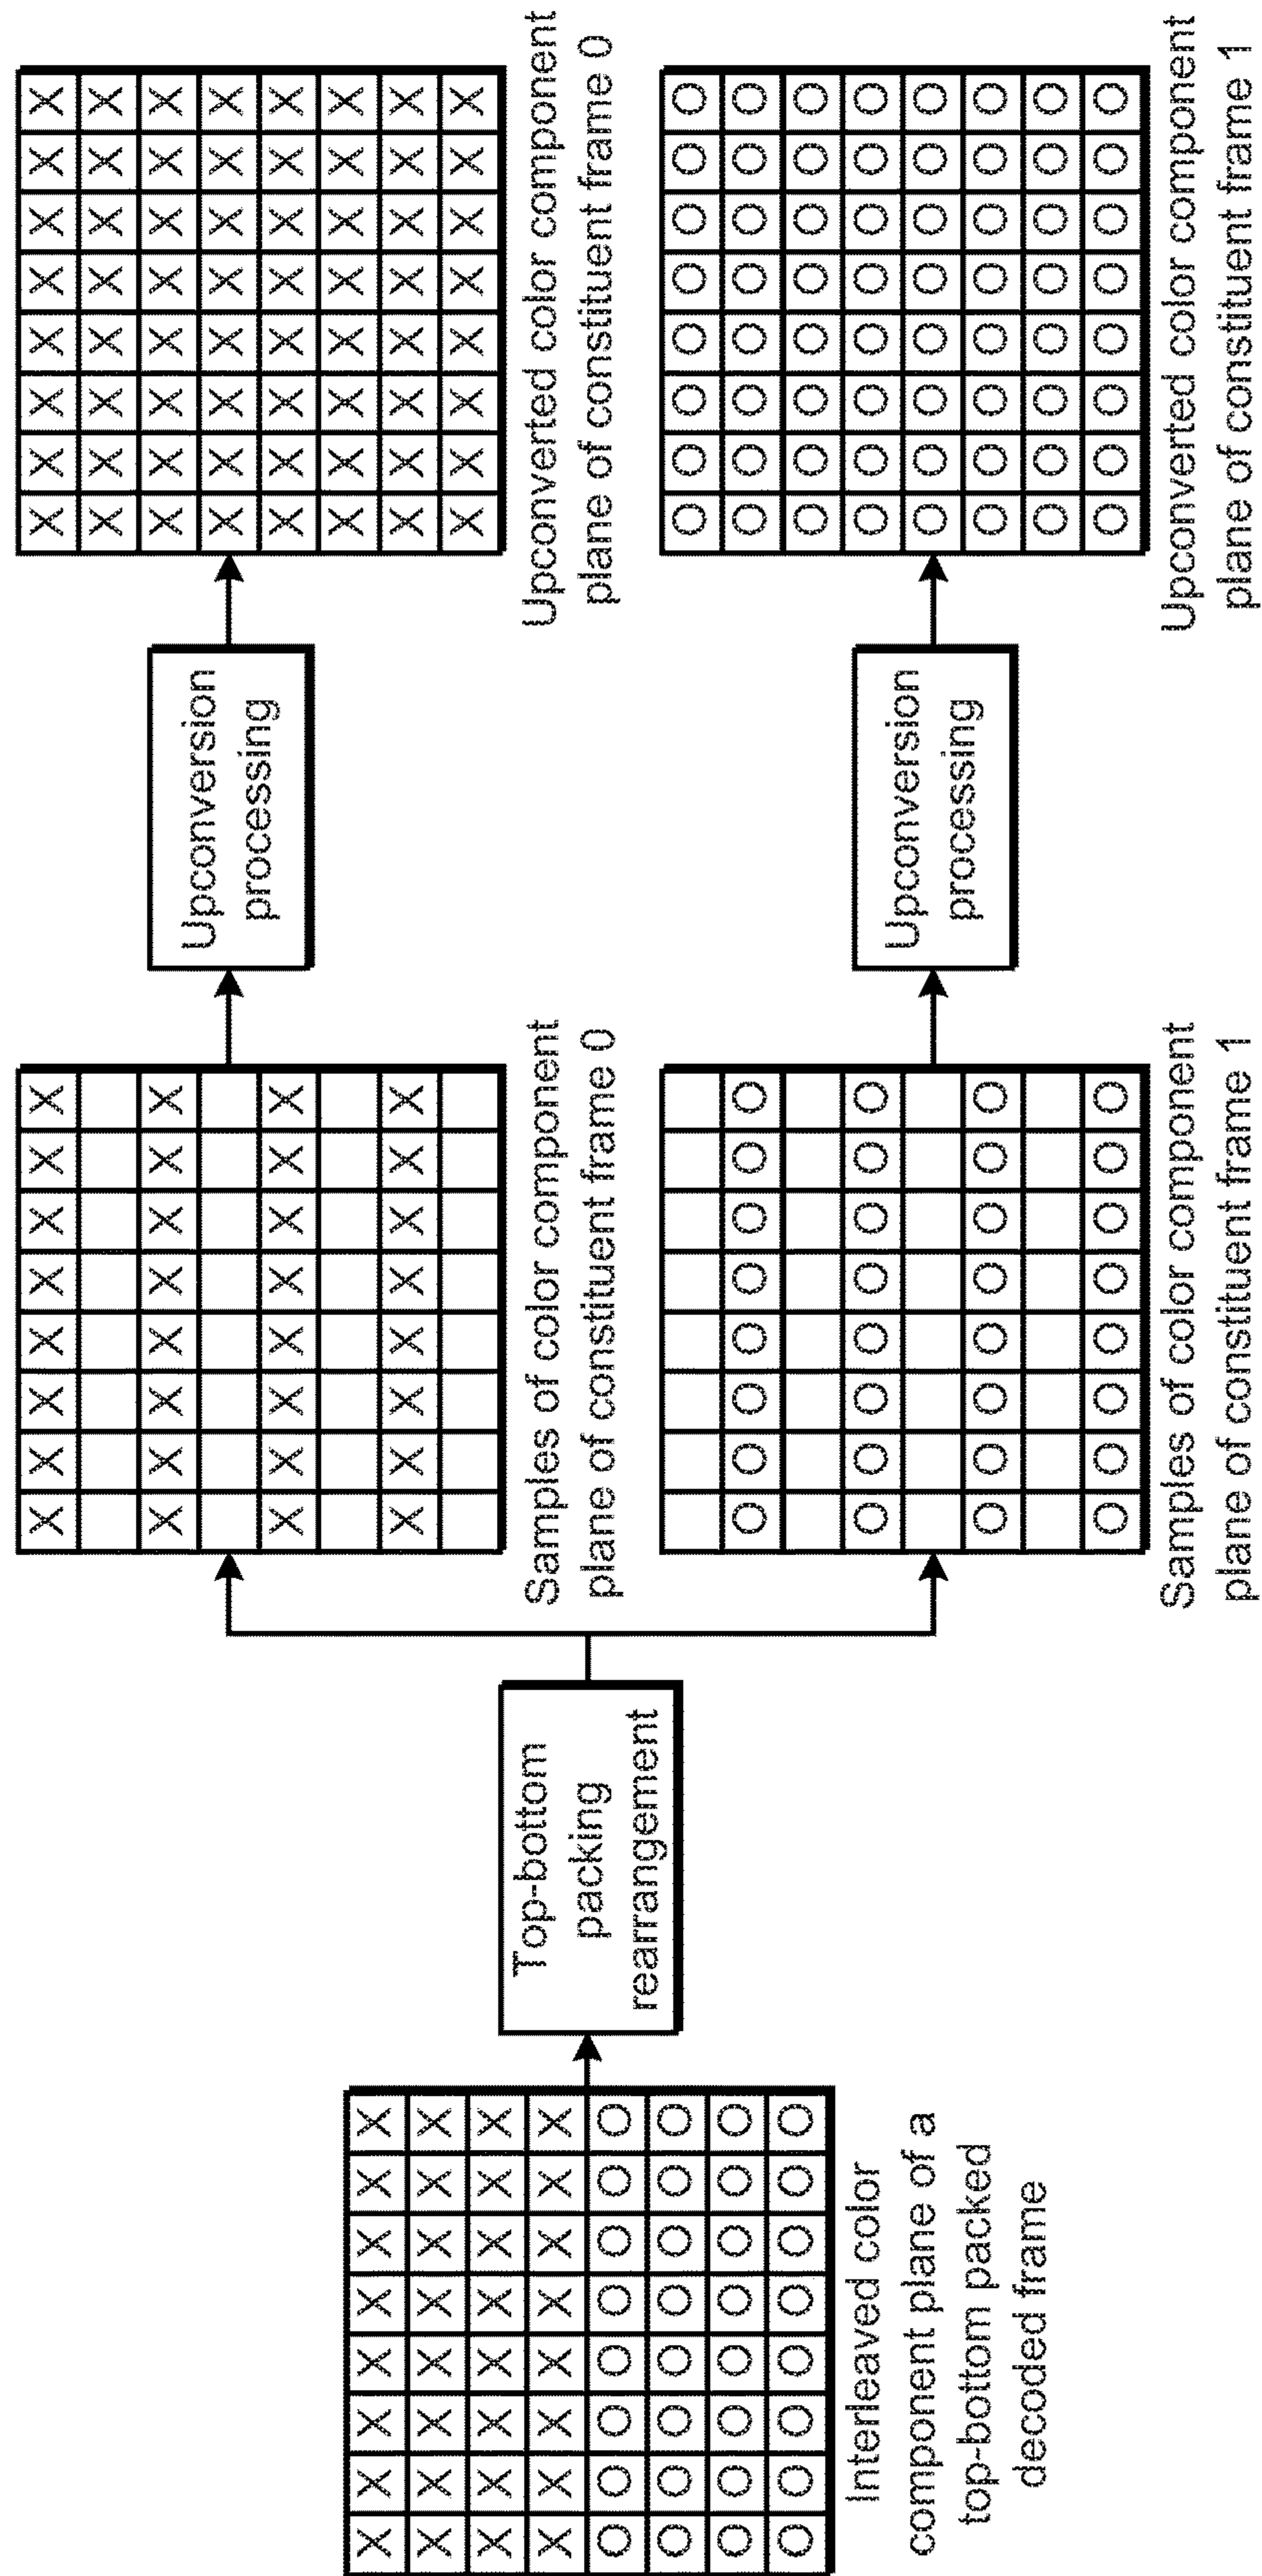 X X X X X X X X
X X X X X X X X
X X X X X X X X
X X X X X X X X
O O O O O O O O
O O O O O O O O
O O O O O O O O
O O O O O O O O
Interleaved color
component plane of a
top-bottom packed
decoded frame
Top-bottom
packing
rearrangement
X X X X X X X X
X X X X X X X X
X X X X X X X X
X X X X X X X X
Samples of color component
plane of constituent frame 0
Upconversion
processing
X X X X X X X X
X X X X X X X X
X X X X X X X X
X X X X X X X X
X X X X X X X X
X X X X X X X X
X X X X X X X X
X X X X X X X X
Upconverted color component
plane of constituent frame 0
O O O O O O O O
O O O O O O O O
O O O O O O O O
O O O O O O O O
Samples of color component
plane of constituent frame 1
Upconversion
processing
O O O O O O O O
O O O O O O O O
O O O O O O O O
O O O O O O O O
O O O O O O O O
O O O O O O O O
O O O O O O O O
O O O O O O O O
Upconverted color component
plane of constituent frame 1